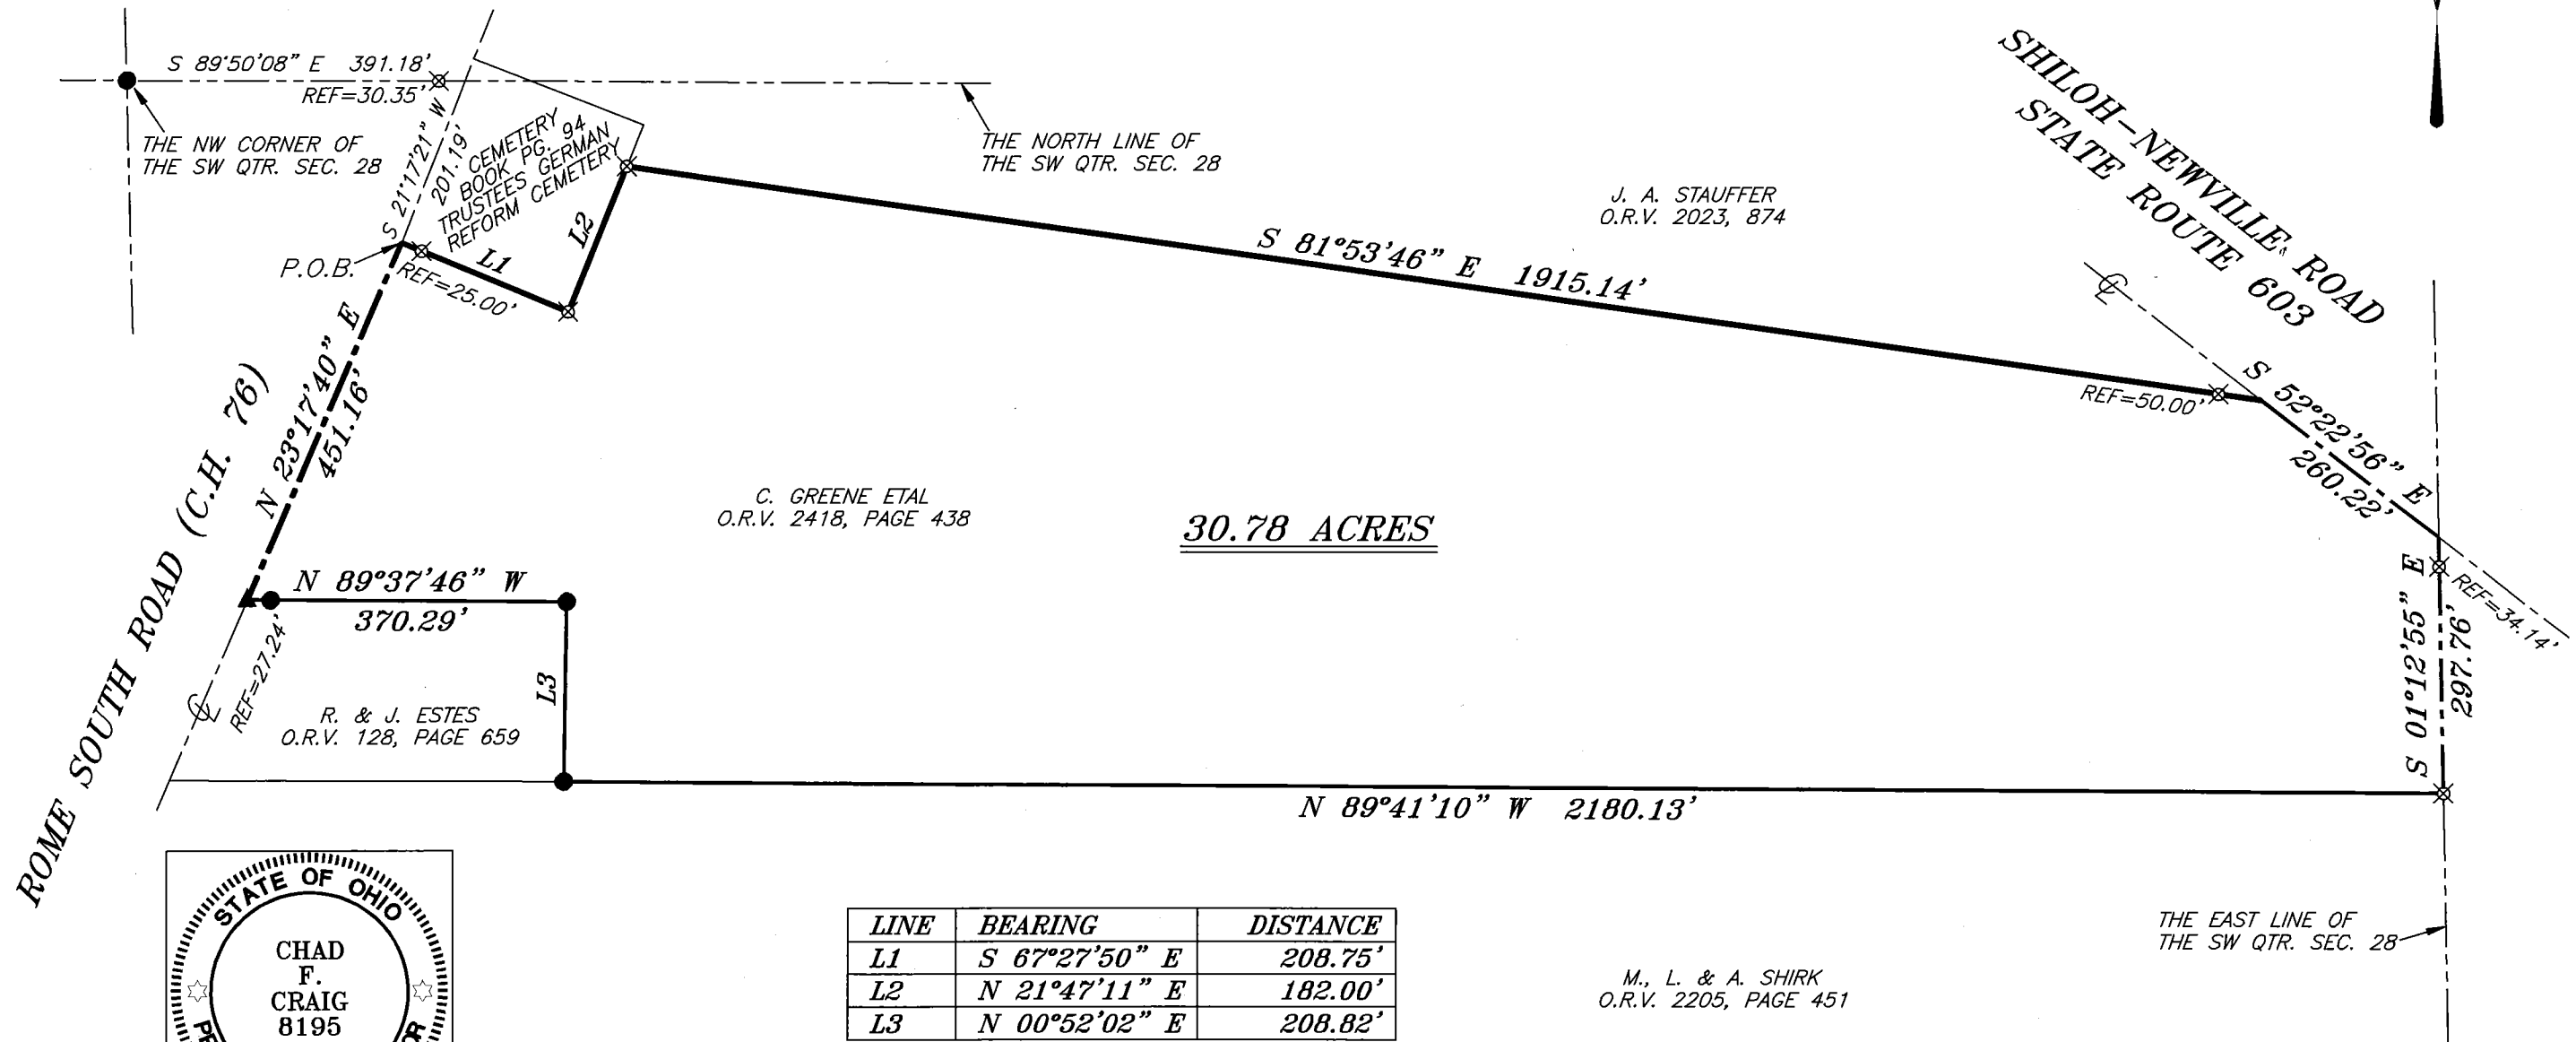 S 89°50'08" E 391.18'
REF=30.35'
THE NW CORNER OF
THE SW QTR. SEC. 28
S 21°17'21" W
201.19'
CEMETERY
BOOK PG. 94
TRUSTEES GERMAN
REFORM CEMETERY
THE NORTH LINE OF
THE SW QTR. SEC. 28
J. A. STAUFFER
O.R.V. 2023, 874
SHILOH-NEWVILLE ROAD
STATE ROUTE 603
P.O.B.
REF=25.00'
L1
L2
S 81°53'46" E 1915.14'
REF=50.00'
S 52°22'56" E
260.22'
REF=34.14'
S 01°12'55" E
297.76'
N 23°17'40" E
451.16'
ROME SOUTH ROAD (C.H. 76)
C. GREENE ETAL
O.R.V. 2418, PAGE 438
30.78 ACRES
N 89°37'46" W
370.29'
REF=27.24'
L3
R. & J. ESTES
O.R.V. 128, PAGE 659
N 89°41'10" W 2180.13'
STATE OF OHIO
CHAD
F.
CRAIG
8195
LINE BEARING DISTANCE
L1 S 67°27'50" E 208.75'
L2 N 21°47'11" E 182.00'
L3 N 00°52'02" E 208.82'
THE EAST LINE OF
THE SW QTR. SEC. 28
M., L. & A. SHIRK
O.R.V. 2205, PAGE 451